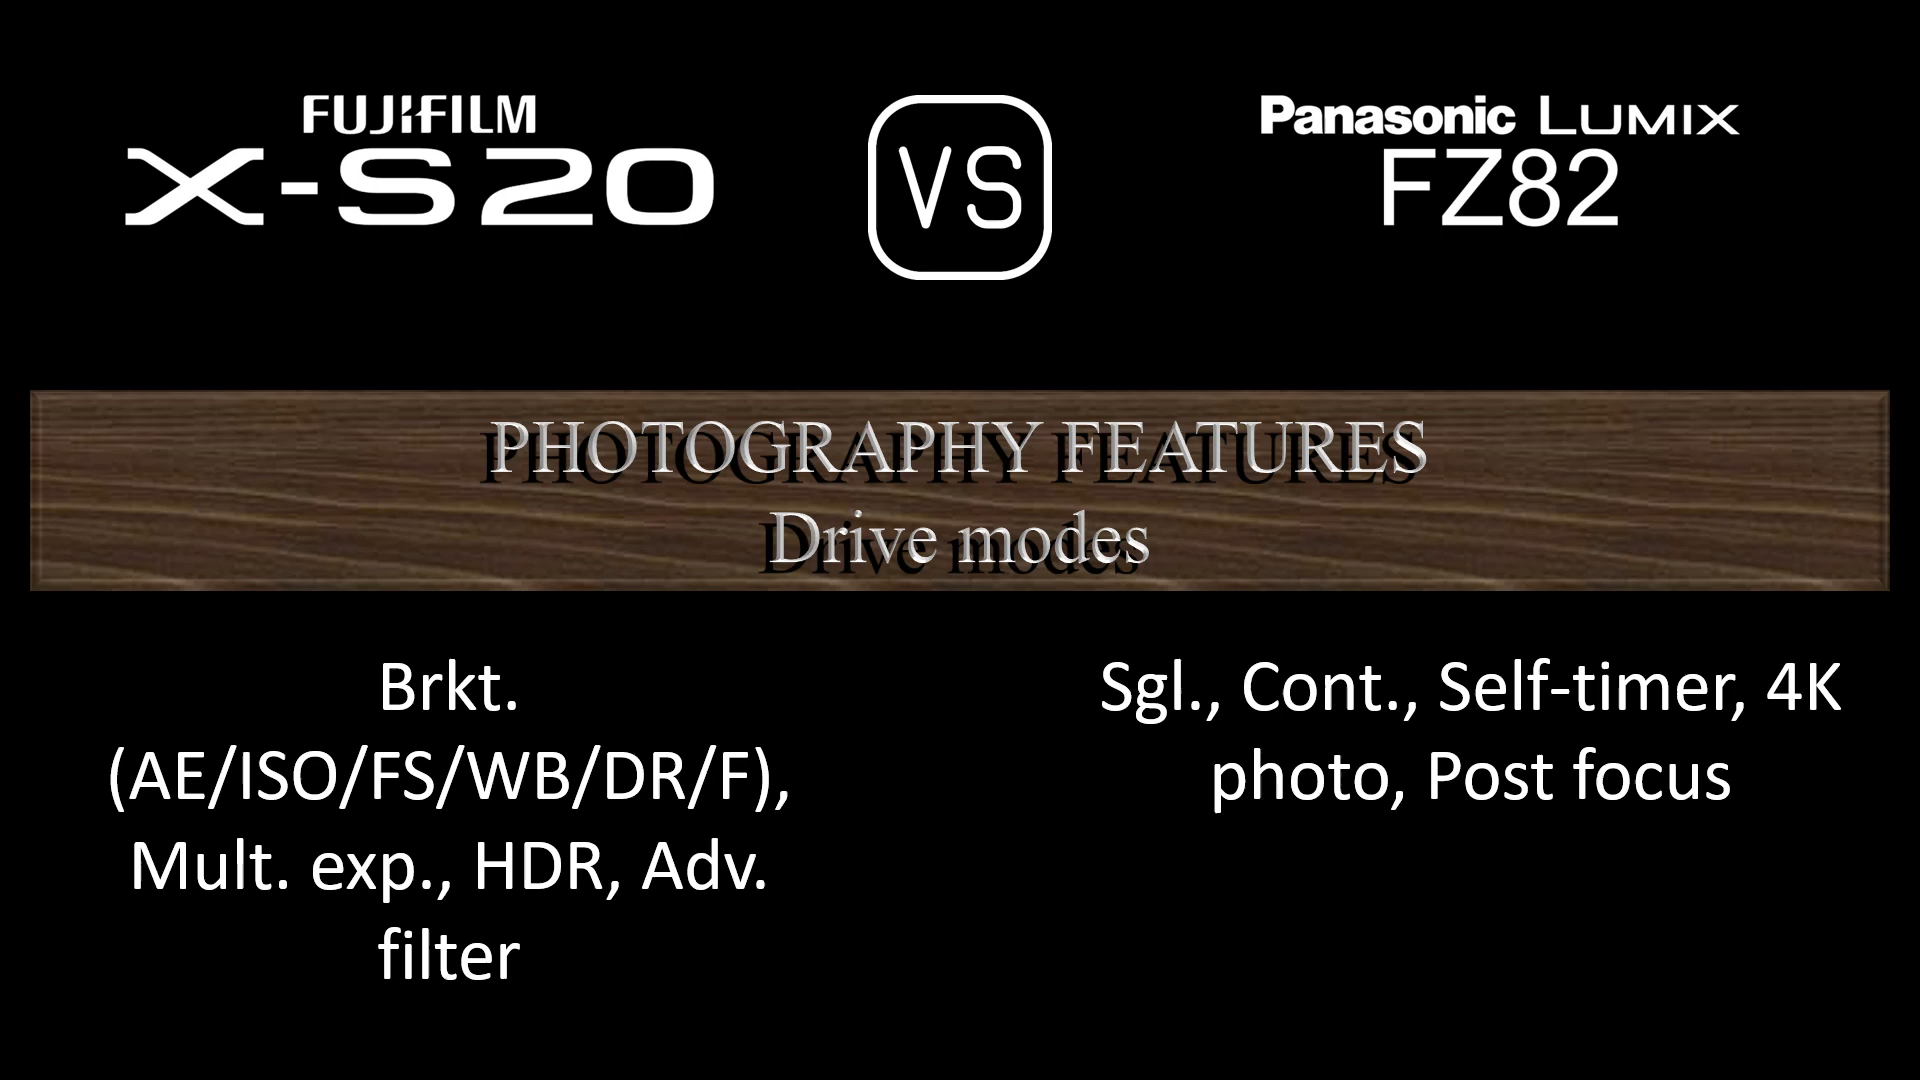 FUJIFILM
X-S20
VS
Panasonic LUMIX
FZ82
PHOTOGRAPHY FEATURES
Drive modes
Brkt.
(AE/ISO/FS/WB/DR/F),
Mult. exp., HDR, Adv.
filter
Sgl., Cont., Self-timer, 4K
photo, Post focus